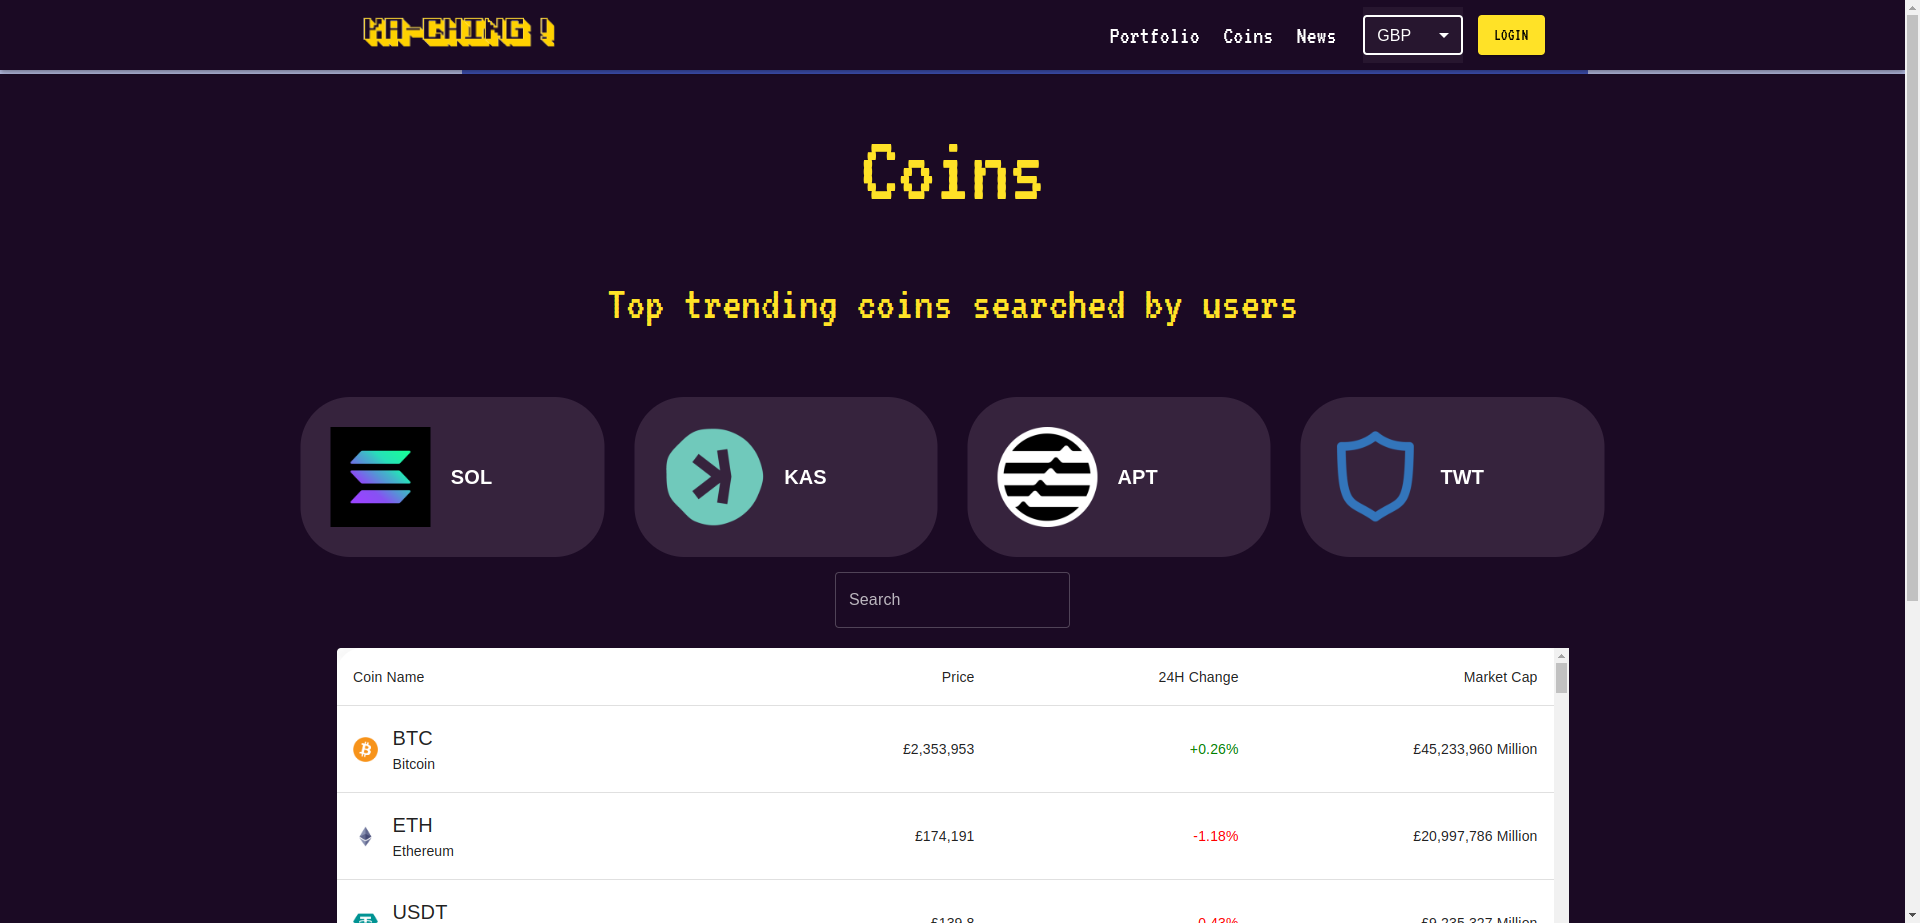 KA-CHING !
Portfolio Coins News GBP LOGIN
Coins
Top trending coins searched by users
SOL KAS APT TWT
Search
Coin Name Price 24H Change Market Cap
BTC
Bitcoin £2,353,953 +0.26% £45,233,960 Million
ETH
Ethereum £174,191 -1.18% £20,997,786 Million
USDT
£139.8 -0.43% £9,235,327 Million